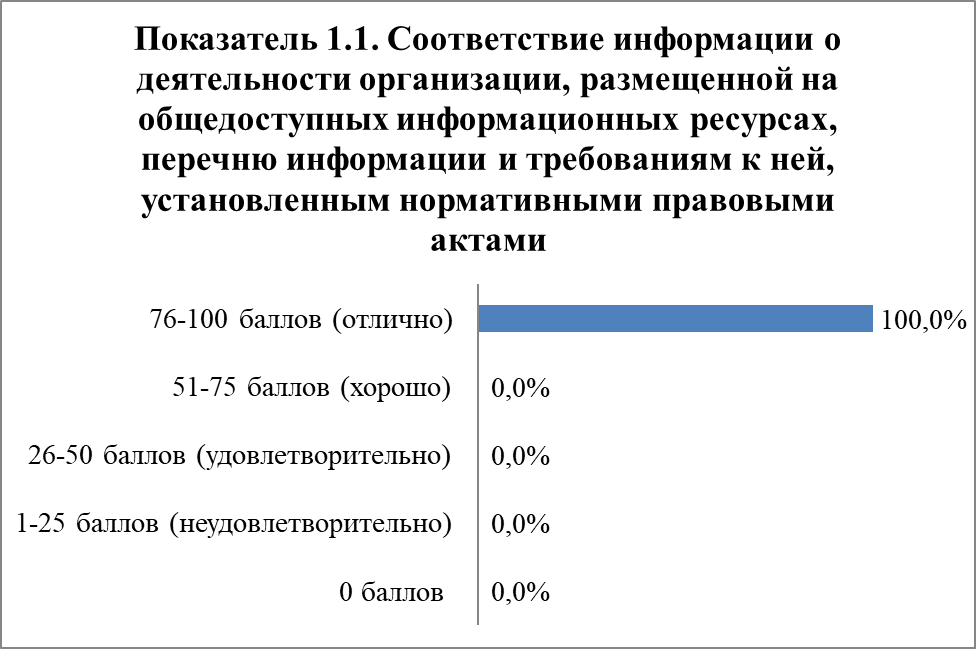 Показатель 1.1. Соответствие информации о
деятельности организации, размещенной на
общедоступных информационных ресурсах,
перечню информации и требованиям к ней,
установленным нормативными правовыми
актами
76-100 баллов (отлично) 100,0%
51-75 баллов (хорошо) 0,0%
26-50 баллов (удовлетворительно) 0,0%
1-25 баллов (неудовлетворительно) 0,0%
0 баллов 0,0%